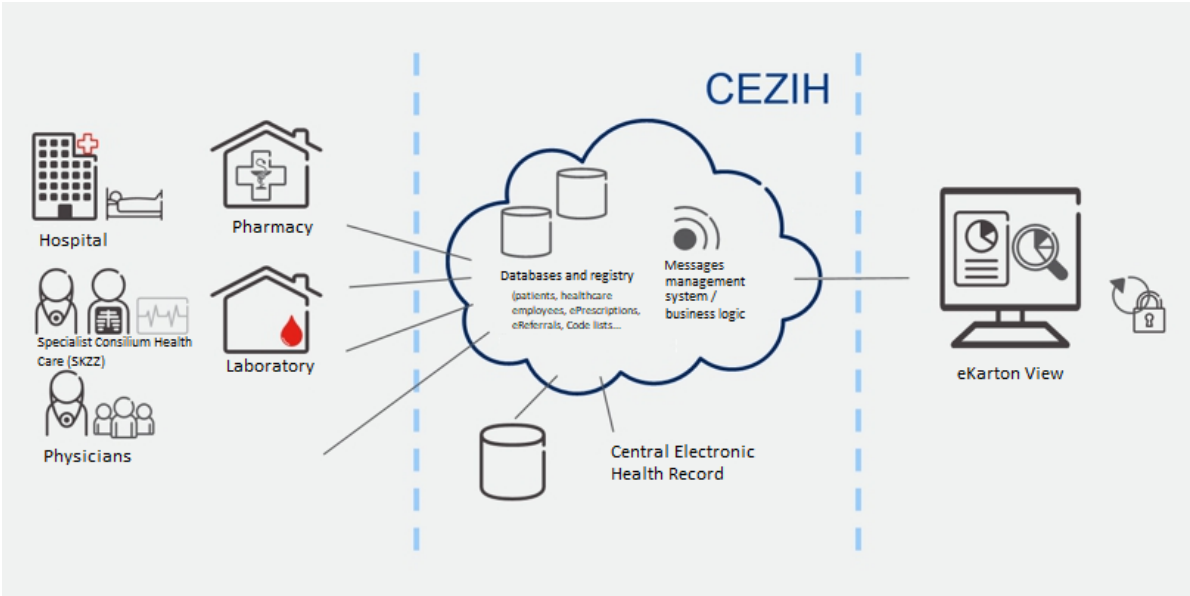 CEZIH
Hospital
Pharmacy
Specialist Consilium Health
Care (SKZZ)
Laboratory
Physicians
Databases and registry
(patients, healthcare
employees, ePrescriptions,
eReferrals, Code lists...
Messages
management
system /
business logic
Central Electronic
Health Record
eKarton View